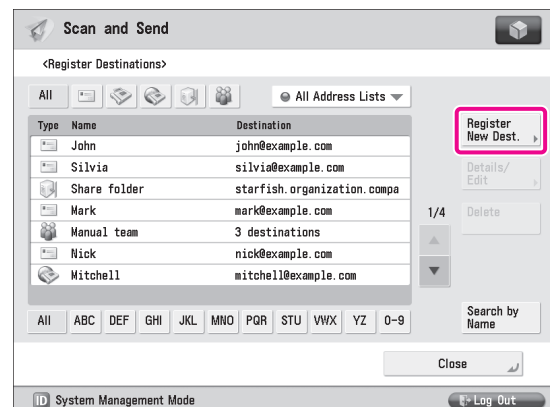 Scan and Send
<Register Destinations>
All
All Address Lists
Type Name Destination
John john@example.com
Silvia silvia@example.com
Share folder starfish.organization.compa
Mark mark@example.com
Manual team 3 destinations
Nick nick@example.com
Mitchell mitchell@example.com
1/4
Register
New Dest.
Details/
Edit
Delete
All ABC DEF GHI JKL MNO PQR STU VWX YZ 0-9
Search by
Name
Close
ID System Management Mode
Log Out